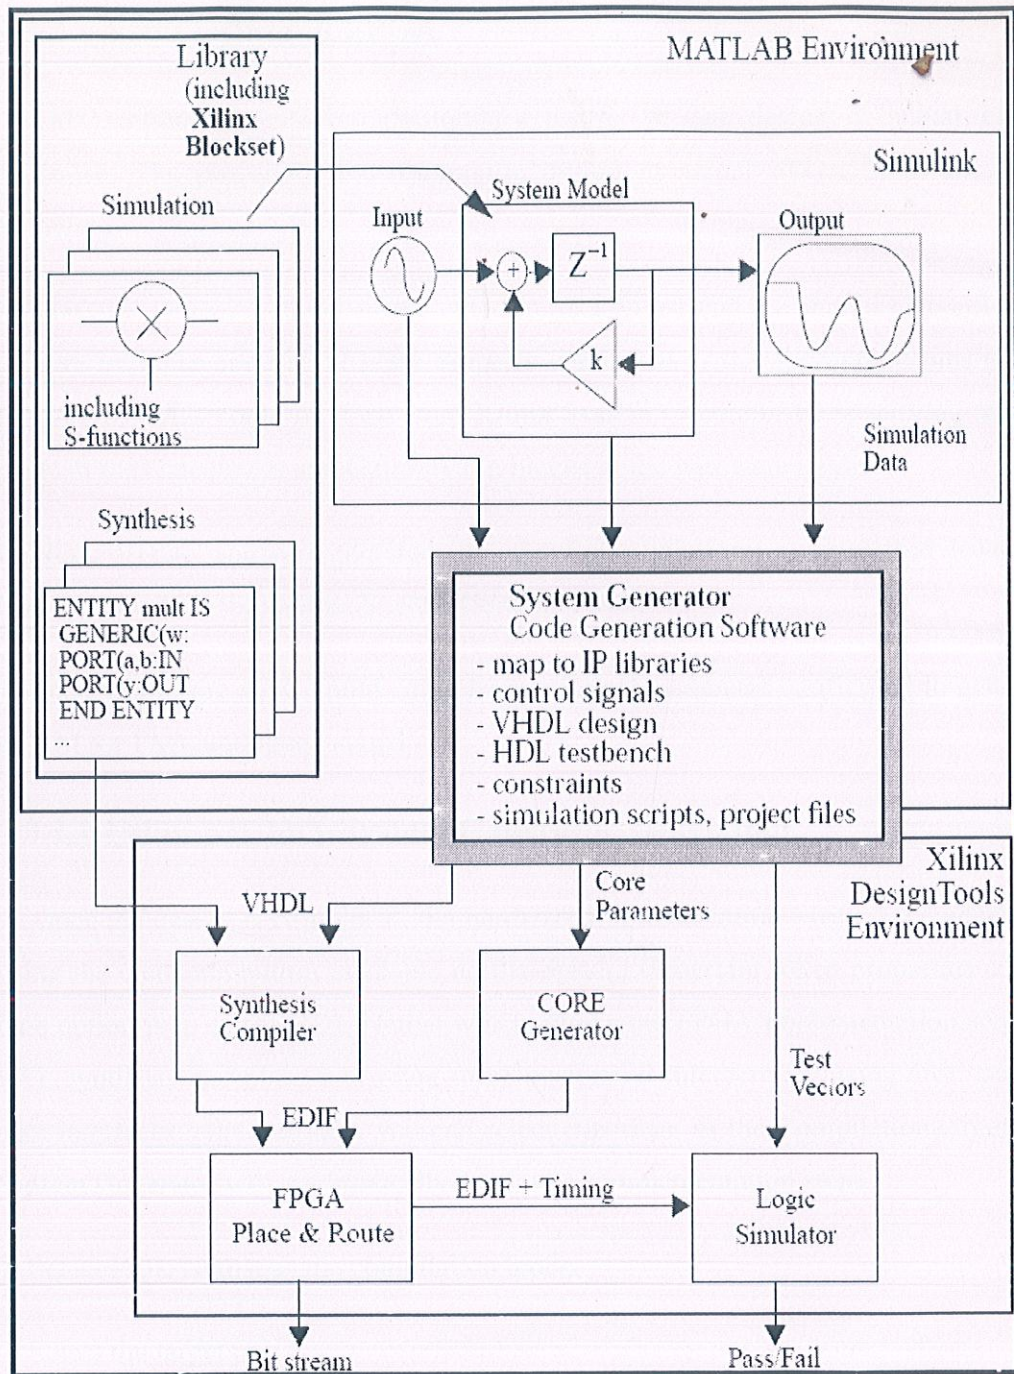 MATLAB Environment
Library
(including
Xilinx
Blockset)
Simulink
Simulation
System Model
Input
Output
+
Z⁻¹
k
including
S-functions
Simulation
Data
Synthesis
ENTITY mult IS
GENERIC(w:
PORT(a,b:IN
PORT(y:OUT
END ENTITY
...
System Generator
Code Generation Software
- map to IP libraries
- control signals
- VHDL design
- HDL testbench
- constraints
- simulation scripts, project files
Xilinx
DesignTools
Environment
VHDL
Core
Parameters
Synthesis
Compiler
CORE
Generator
Test
Vectors
EDIF
FPGA
Place & Route
EDIF + Timing
Logic
Simulator
Bit stream
Pass/Fail